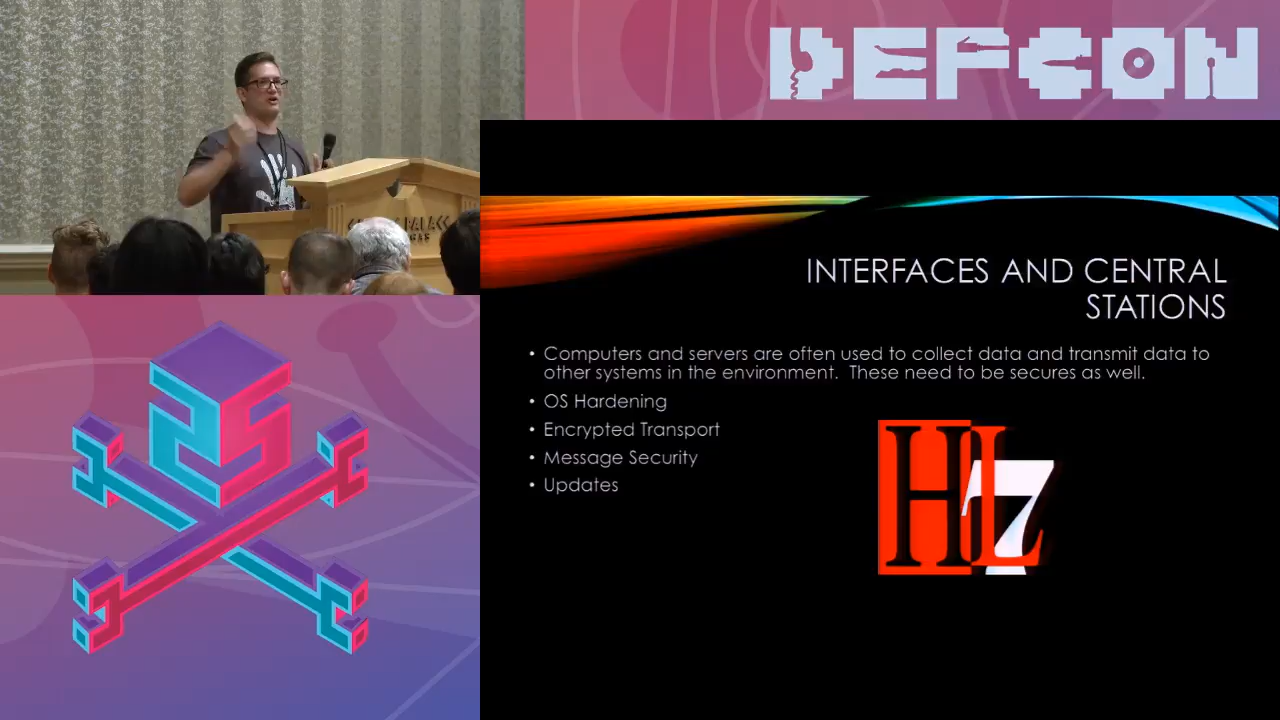 DEFCON
INTERFACES AND CENTRAL
STATIONS
• Computers and servers are often used to collect data and transmit data to
other systems in the environment.  These need to be secures as well.
• OS Hardening
• Encrypted Transport
• Message Security
• Updates
HL7
25